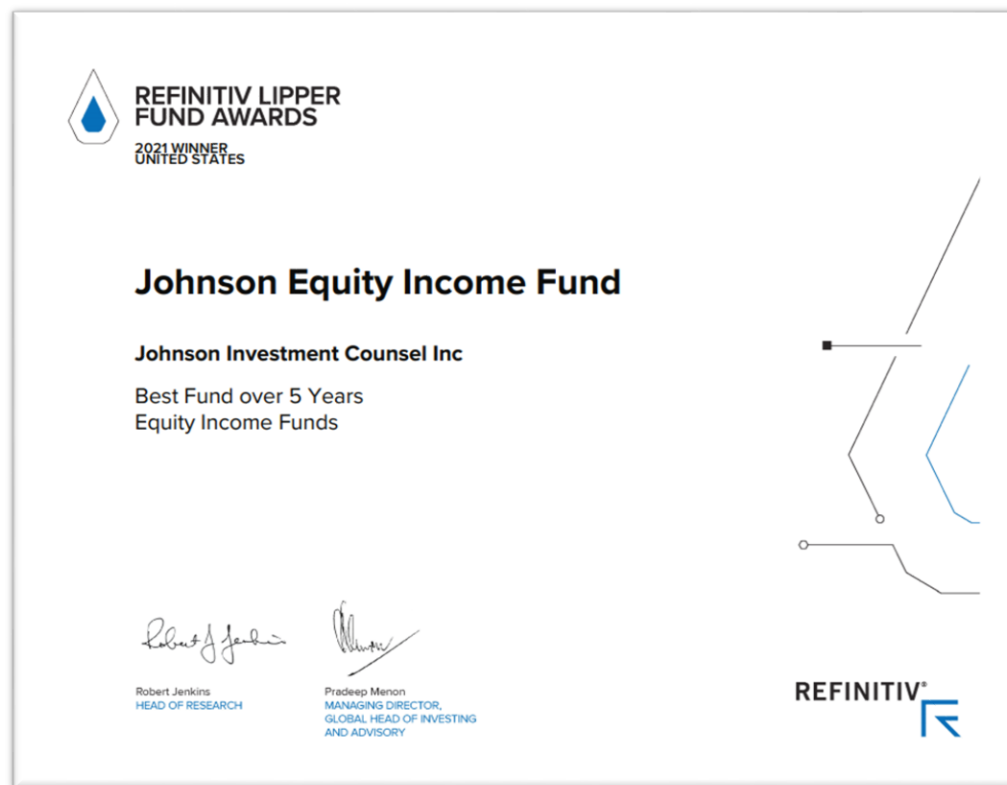 REFINITIV LIPPER
FUND AWARDS
2021 WINNER
UNITED STATES
Johnson Equity Income Fund
Johnson Investment Counsel Inc
Best Fund over 5 Years
Equity Income Funds
Robert J Jenkins
Robert Jenkins
HEAD OF RESEARCH
Pradeep Menon
MANAGING DIRECTOR,
GLOBAL HEAD OF INVESTING
AND ADVISORY
REFINITIV®